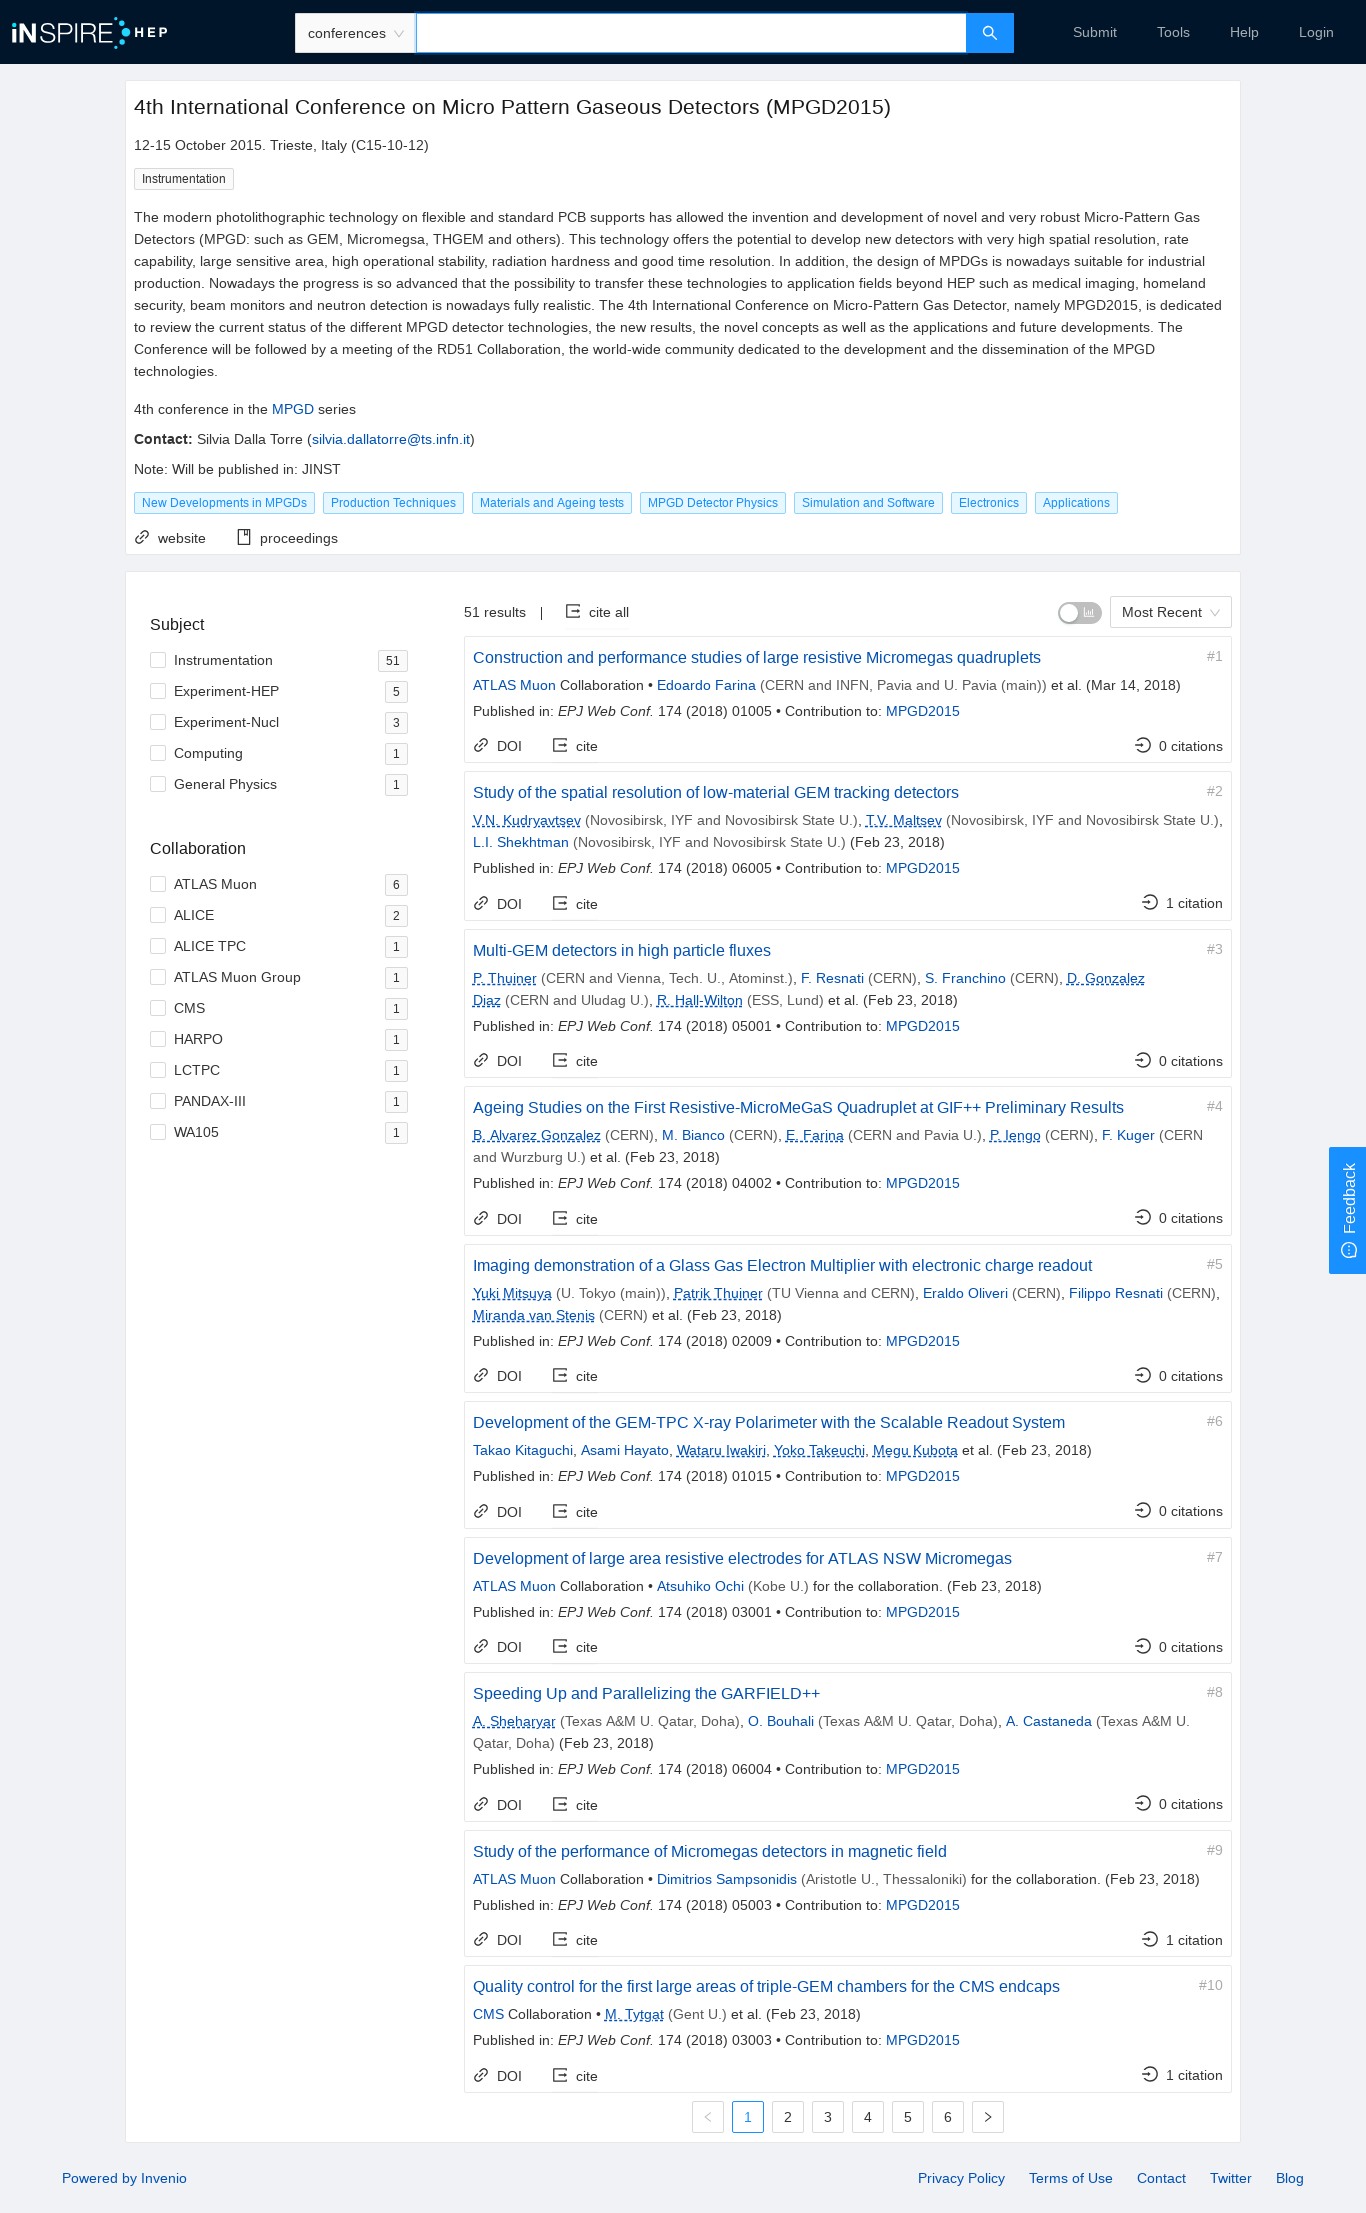 iNSPIRE HEP
conferences
Submit Tools Help Login
4th International Conference on Micro Pattern Gaseous Detectors (MPGD2015)
12-15 October 2015. Trieste, Italy (C15-10-12)
Instrumentation
The modern photolithographic technology on flexible and standard PCB supports has allowed the invention and development of novel and very robust Micro-Pattern Gas
Detectors (MPGD: such as GEM, Micromegsa, THGEM and others). This technology offers the potential to develop new detectors with very high spatial resolution, rate
capability, large sensitive area, high operational stability, radiation hardness and good time resolution. In addition, the design of MPDGs is nowadays suitable for industrial
production. Nowadays the progress is so advanced that the possibility to transfer these technologies to application fields beyond HEP such as medical imaging, homeland
security, beam monitors and neutron detection is nowadays fully realistic. The 4th International Conference on Micro-Pattern Gas Detector, namely MPGD2015, is dedicated
to review the current status of the different MPGD detector technologies, the new results, the novel concepts as well as the applications and future developments. The
Conference will be followed by a meeting of the RD51 Collaboration, the world-wide community dedicated to the development and the dissemination of the MPGD
technologies.
4th conference in the MPGD series
Contact: Silvia Dalla Torre (silvia.dallatorre@ts.infn.it)
Note: Will be published in: JINST
New Developments in MPGDs Production Techniques Materials and Ageing tests MPGD Detector Physics Simulation and Software Electronics Applications
website proceedings
Subject
Instrumentation 51
Experiment-HEP 5
Experiment-Nucl 3
Computing 1
General Physics 1
Collaboration
ATLAS Muon 6
ALICE 2
ALICE TPC 1
ATLAS Muon Group 1
CMS 1
HARPO 1
LCTPC 1
PANDAX-III 1
WA105 1
51 results | cite all Most Recent
Construction and performance studies of large resistive Micromegas quadruplets #1
ATLAS Muon Collaboration • Edoardo Farina (CERN and INFN, Pavia and U. Pavia (main)) et al. (Mar 14, 2018)
Published in: EPJ Web Conf. 174 (2018) 01005 • Contribution to: MPGD2015
DOI cite 0 citations
Study of the spatial resolution of low-material GEM tracking detectors #2
V.N. Kudryavtsev (Novosibirsk, IYF and Novosibirsk State U.), T.V. Maltsev (Novosibirsk, IYF and Novosibirsk State U.),
L.I. Shekhtman (Novosibirsk, IYF and Novosibirsk State U.) (Feb 23, 2018)
Published in: EPJ Web Conf. 174 (2018) 06005 • Contribution to: MPGD2015
DOI cite 1 citation
Multi-GEM detectors in high particle fluxes #3
P. Thuiner (CERN and Vienna, Tech. U., Atominst.), F. Resnati (CERN), S. Franchino (CERN), D. Gonzalez
Diaz (CERN and Uludag U.), R. Hall-Wilton (ESS, Lund) et al. (Feb 23, 2018)
Published in: EPJ Web Conf. 174 (2018) 05001 • Contribution to: MPGD2015
DOI cite 0 citations
Ageing Studies on the First Resistive-MicroMeGaS Quadruplet at GIF++ Preliminary Results #4
B. Alvarez Gonzalez (CERN), M. Bianco (CERN), E. Farina (CERN and Pavia U.), P. Iengo (CERN), F. Kuger (CERN
and Wurzburg U.) et al. (Feb 23, 2018)
Published in: EPJ Web Conf. 174 (2018) 04002 • Contribution to: MPGD2015
DOI cite 0 citations
Imaging demonstration of a Glass Gas Electron Multiplier with electronic charge readout #5
Yuki Mitsuya (U. Tokyo (main)), Patrik Thuiner (TU Vienna and CERN), Eraldo Oliveri (CERN), Filippo Resnati (CERN),
Miranda van Stenis (CERN) et al. (Feb 23, 2018)
Published in: EPJ Web Conf. 174 (2018) 02009 • Contribution to: MPGD2015
DOI cite 0 citations
Development of the GEM-TPC X-ray Polarimeter with the Scalable Readout System #6
Takao Kitaguchi, Asami Hayato, Wataru Iwakiri, Yoko Takeuchi, Megu Kubota et al. (Feb 23, 2018)
Published in: EPJ Web Conf. 174 (2018) 01015 • Contribution to: MPGD2015
DOI cite 0 citations
Development of large area resistive electrodes for ATLAS NSW Micromegas #7
ATLAS Muon Collaboration • Atsuhiko Ochi (Kobe U.) for the collaboration. (Feb 23, 2018)
Published in: EPJ Web Conf. 174 (2018) 03001 • Contribution to: MPGD2015
DOI cite 0 citations
Speeding Up and Parallelizing the GARFIELD++ #8
A. Sheharyar (Texas A&M U. Qatar, Doha), O. Bouhali (Texas A&M U. Qatar, Doha), A. Castaneda (Texas A&M U.
Qatar, Doha) (Feb 23, 2018)
Published in: EPJ Web Conf. 174 (2018) 06004 • Contribution to: MPGD2015
DOI cite 0 citations
Study of the performance of Micromegas detectors in magnetic field #9
ATLAS Muon Collaboration • Dimitrios Sampsonidis (Aristotle U., Thessaloniki) for the collaboration. (Feb 23, 2018)
Published in: EPJ Web Conf. 174 (2018) 05003 • Contribution to: MPGD2015
DOI cite 1 citation
Quality control for the first large areas of triple-GEM chambers for the CMS endcaps #10
CMS Collaboration • M. Tytgat (Gent U.) et al. (Feb 23, 2018)
Published in: EPJ Web Conf. 174 (2018) 03003 • Contribution to: MPGD2015
DOI cite 1 citation
1 2 3 4 5 6
Feedback
Powered by Invenio
Privacy Policy Terms of Use Contact Twitter Blog